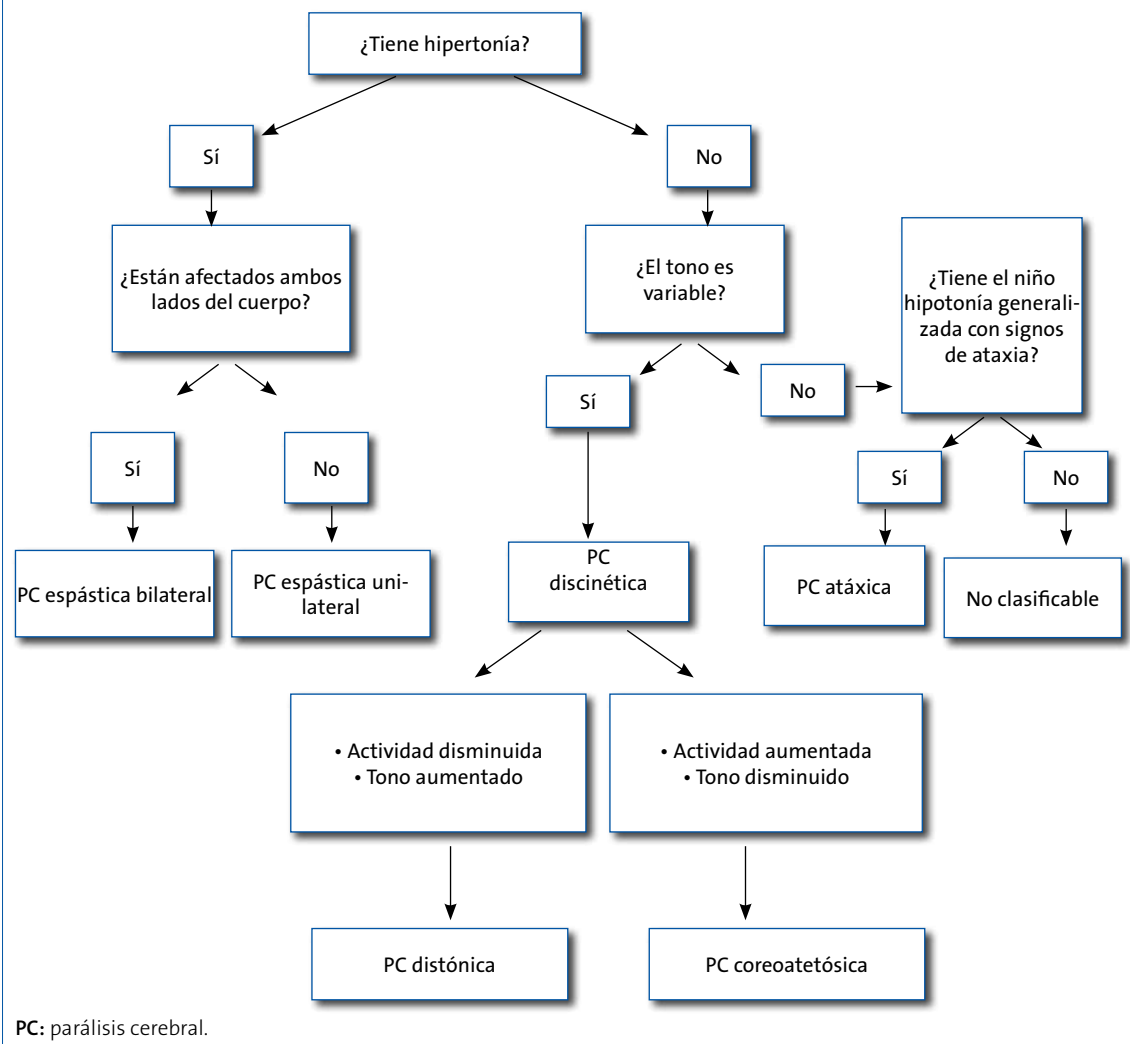 ¿Tiene hipertonía?
Sí
No
¿Están afectados ambos
lados del cuerpo?
¿El tono es
variable?
¿Tiene el niño
hipotonía generali-
zada con signos
de ataxia?
Sí
No
Sí
No
Sí
No
PC espástica bilateral
PC espástica uni-
lateral
PC
discinética
PC atáxica
No clasificable
• Actividad disminuida
• Tono aumentado
• Actividad aumentada
• Tono disminuido
PC distónica
PC coreoatetósica
PC: parálisis cerebral.